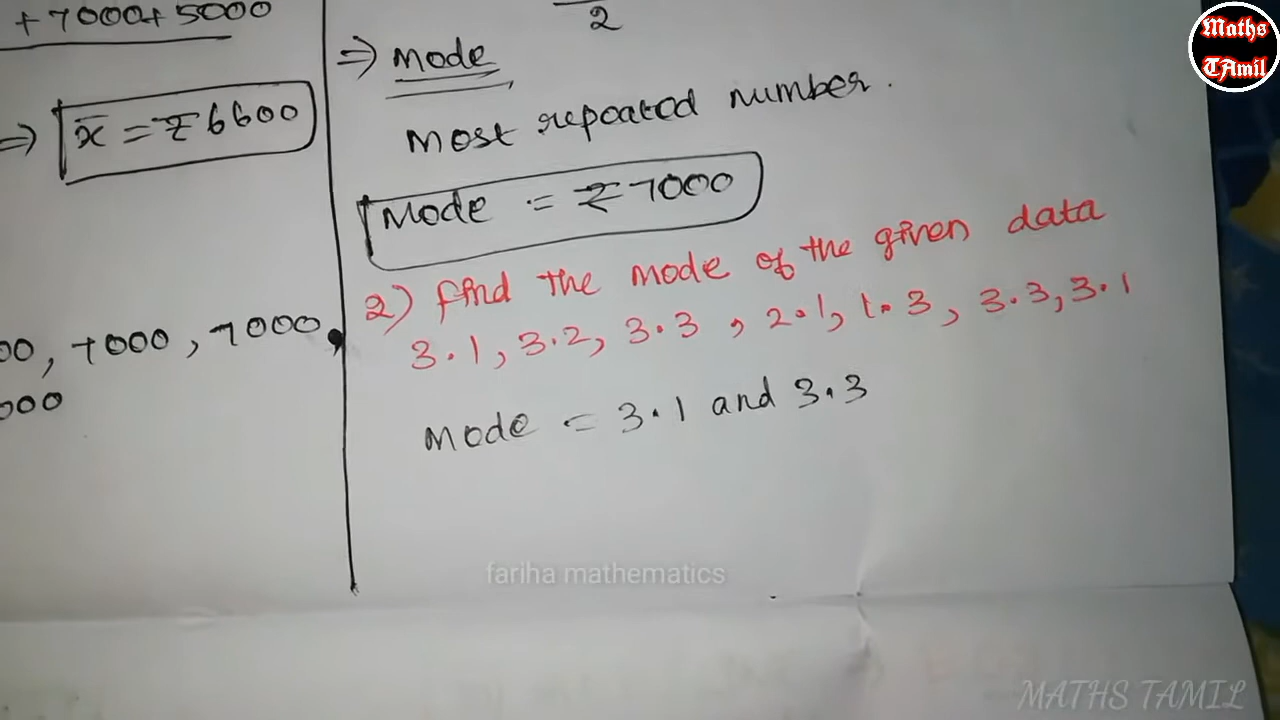 +7000+5000
⇒ x̄ = ₹6600
00, 7000, 7000,
000
2
⇒ Mode
Most repeated number.
Mode = ₹7000
2) Find the mode of the given data
3.1, 3.2, 3.3, 2.1, 1.3, 3.3, 3.1
Mode = 3.1 and 3.3
fariha mathematics
Maths
TAmil
MATHS TAMIL